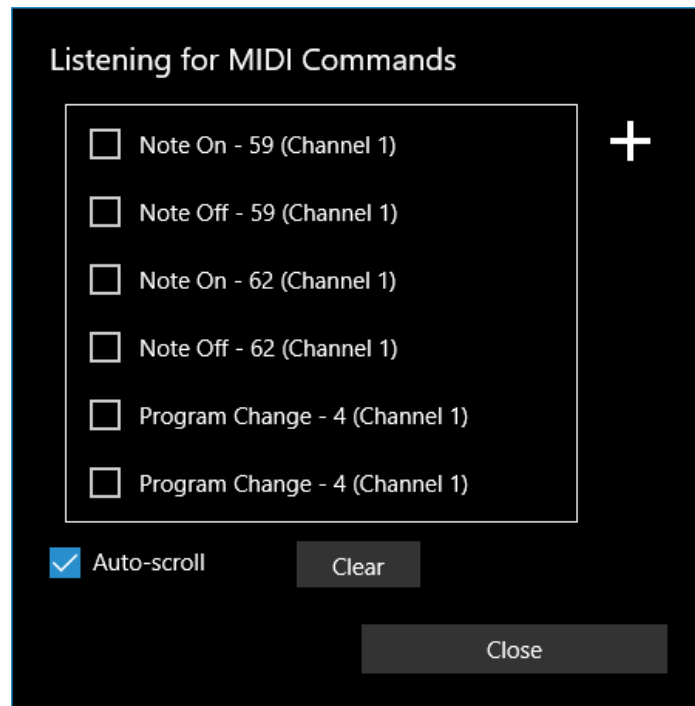 Listening for MIDI Commands
Note On - 59 (Channel 1)
Note Off - 59 (Channel 1)
Note On - 62 (Channel 1)
Note Off - 62 (Channel 1)
Program Change - 4 (Channel 1)
Program Change - 4 (Channel 1)
Auto-scroll
Clear
Close